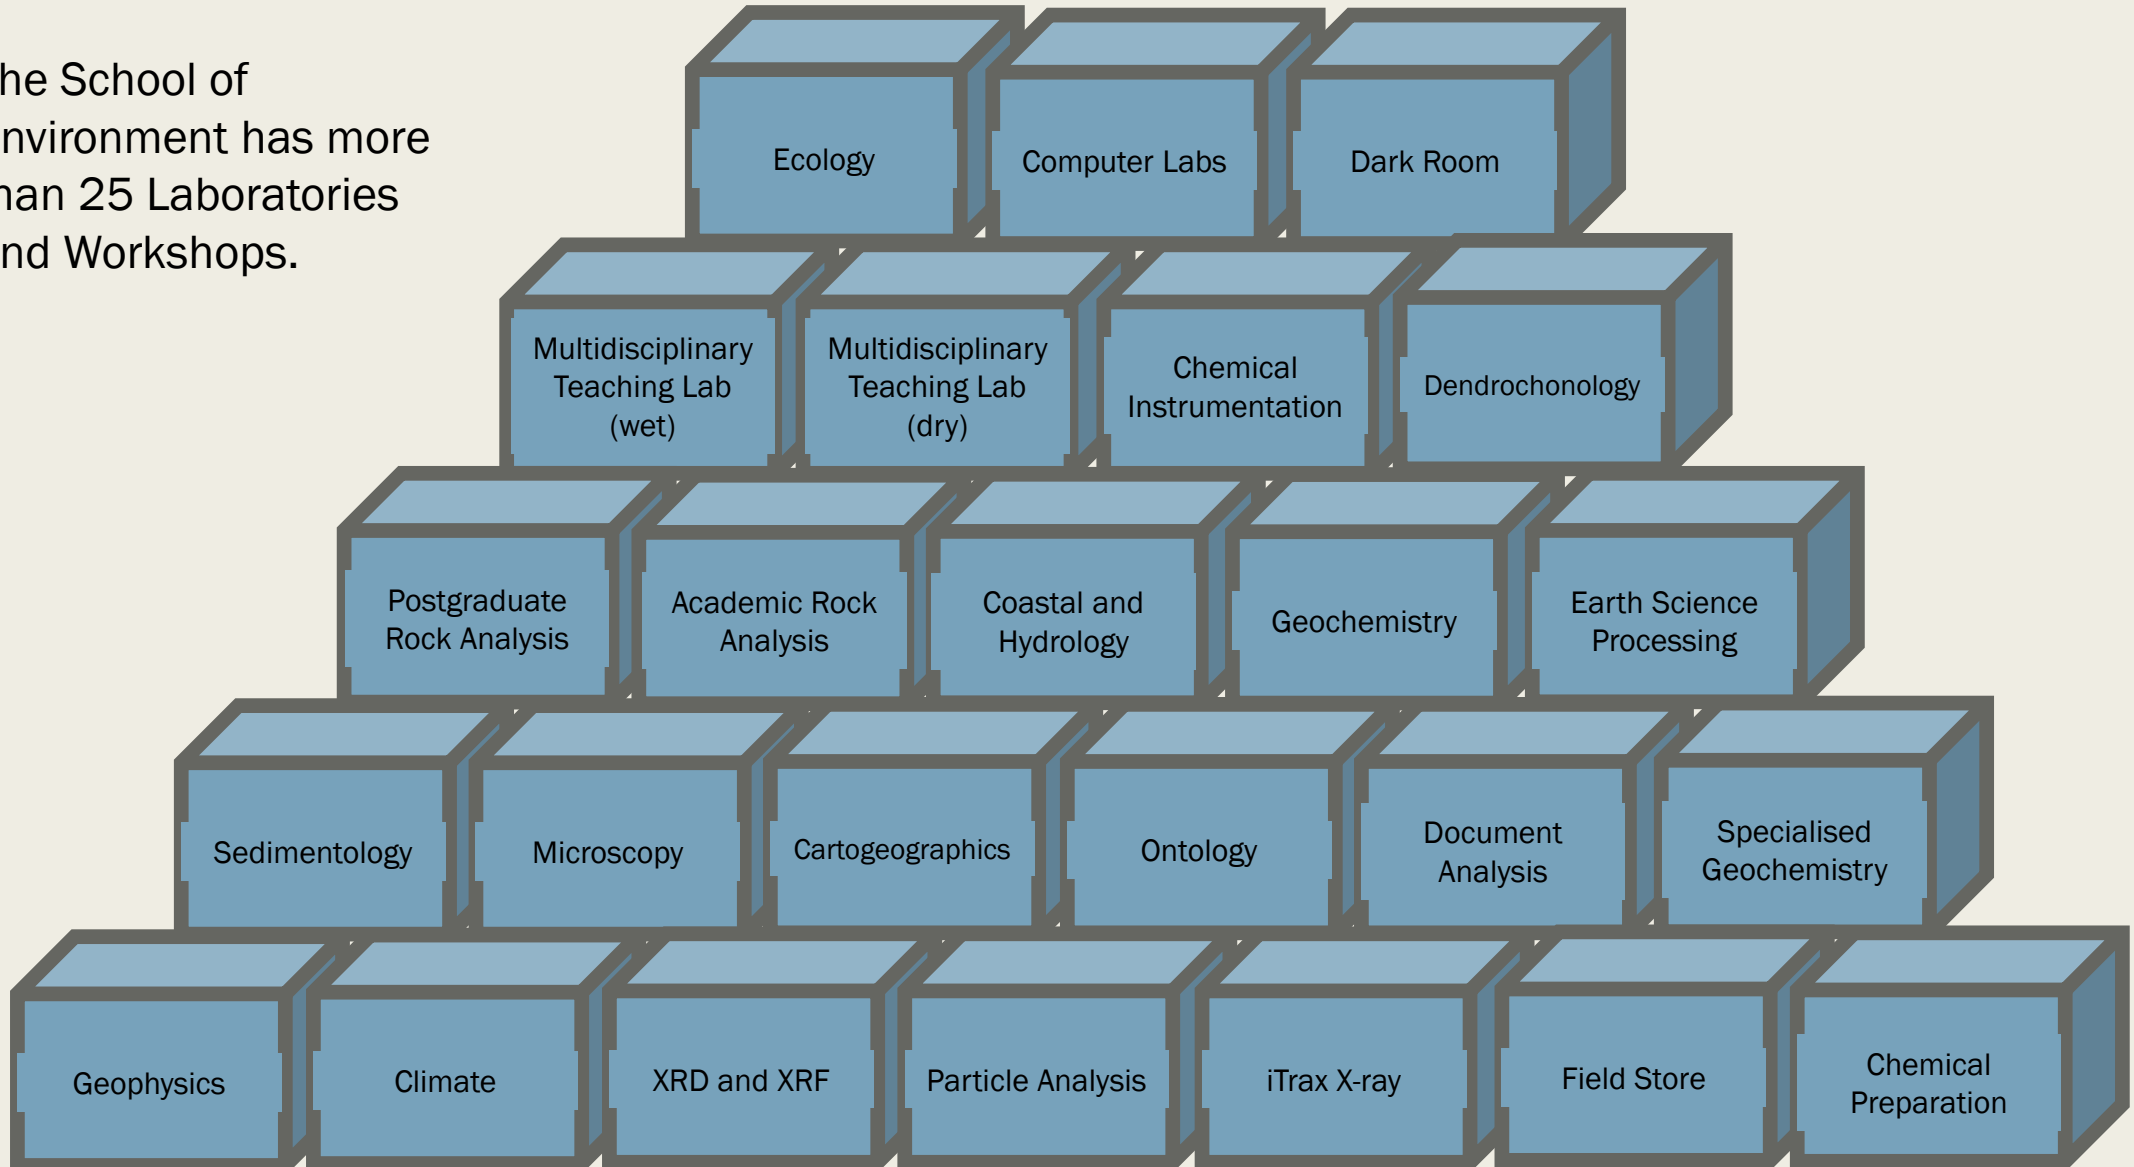 he School of
nvironment has more
han 25 Laboratories
nd Workshops.
Ecology
Computer Labs
Dark Room
Multidisciplinary
Teaching Lab
(wet)
Multidisciplinary
Teaching Lab
(dry)
Chemical
Instrumentation
Dendrochonology
Postgraduate
Rock Analysis
Academic Rock
Analysis
Coastal and
Hydrology
Geochemistry
Earth Science
Processing
Sedimentology
Microscopy
Cartogeographics
Ontology
Document
Analysis
Specialised
Geochemistry
Geophysics
Climate
XRD and XRF
Particle Analysis
iTrax X-ray
Field Store
Chemical
Preparation